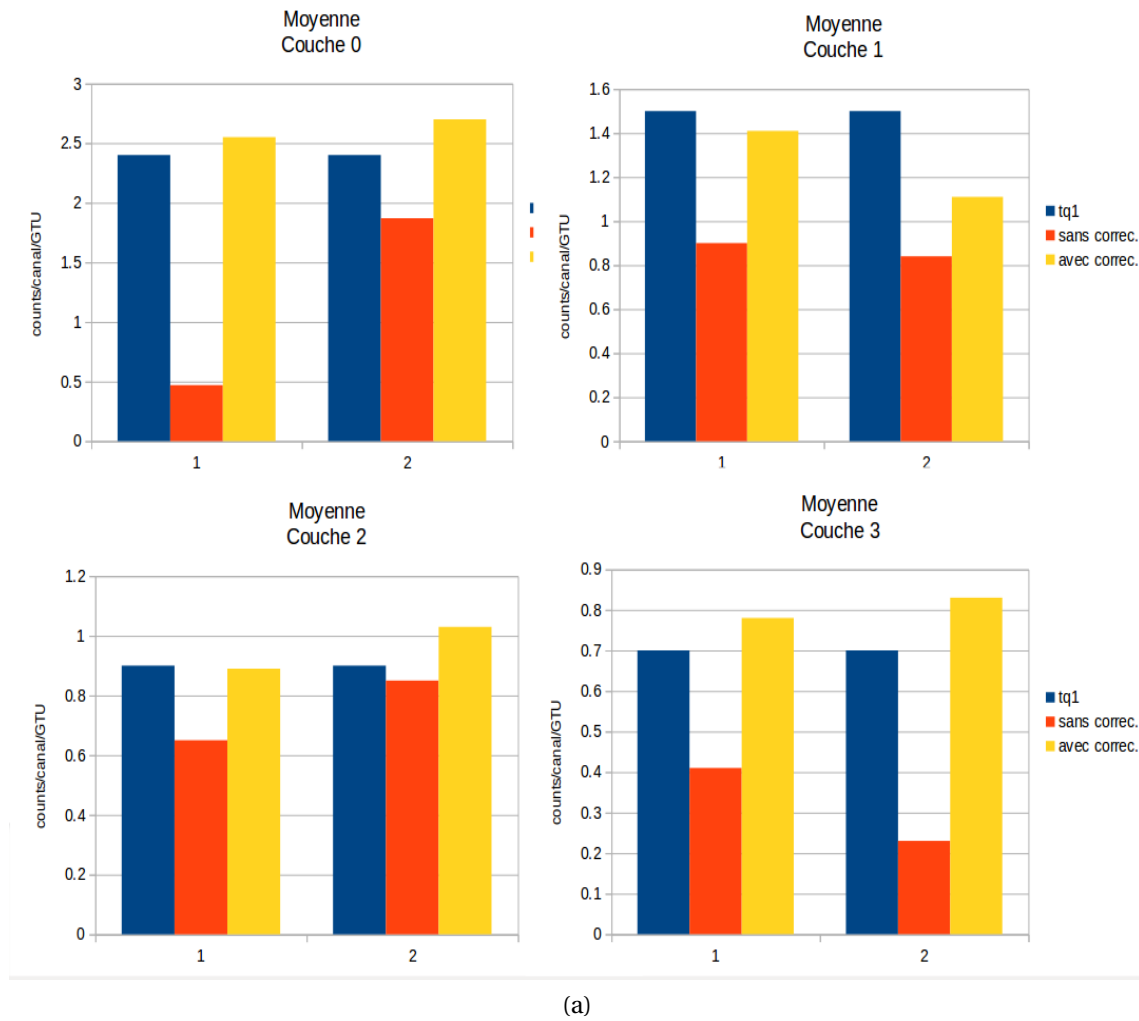 Moyenne
Couche 0
counts/canal/GTU
3
2.5
2
1.5
1
0.5
0
1
2
Moyenne
Couche 1
counts/canal/GTU
1.6
1.4
1.2
1
0.8
0.6
0.4
0.2
0
1
2
tq1
sans correc.
avec correc.
Moyenne
Couche 2
counts/canal/GTU
1.2
1
0.8
0.6
0.4
0.2
0
1
2
Moyenne
Couche 3
counts/canal/GTU
0.9
0.8
0.7
0.6
0.5
0.4
0.3
0.2
0.1
0
1
2
tq1
sans correc.
avec correc.
(a)